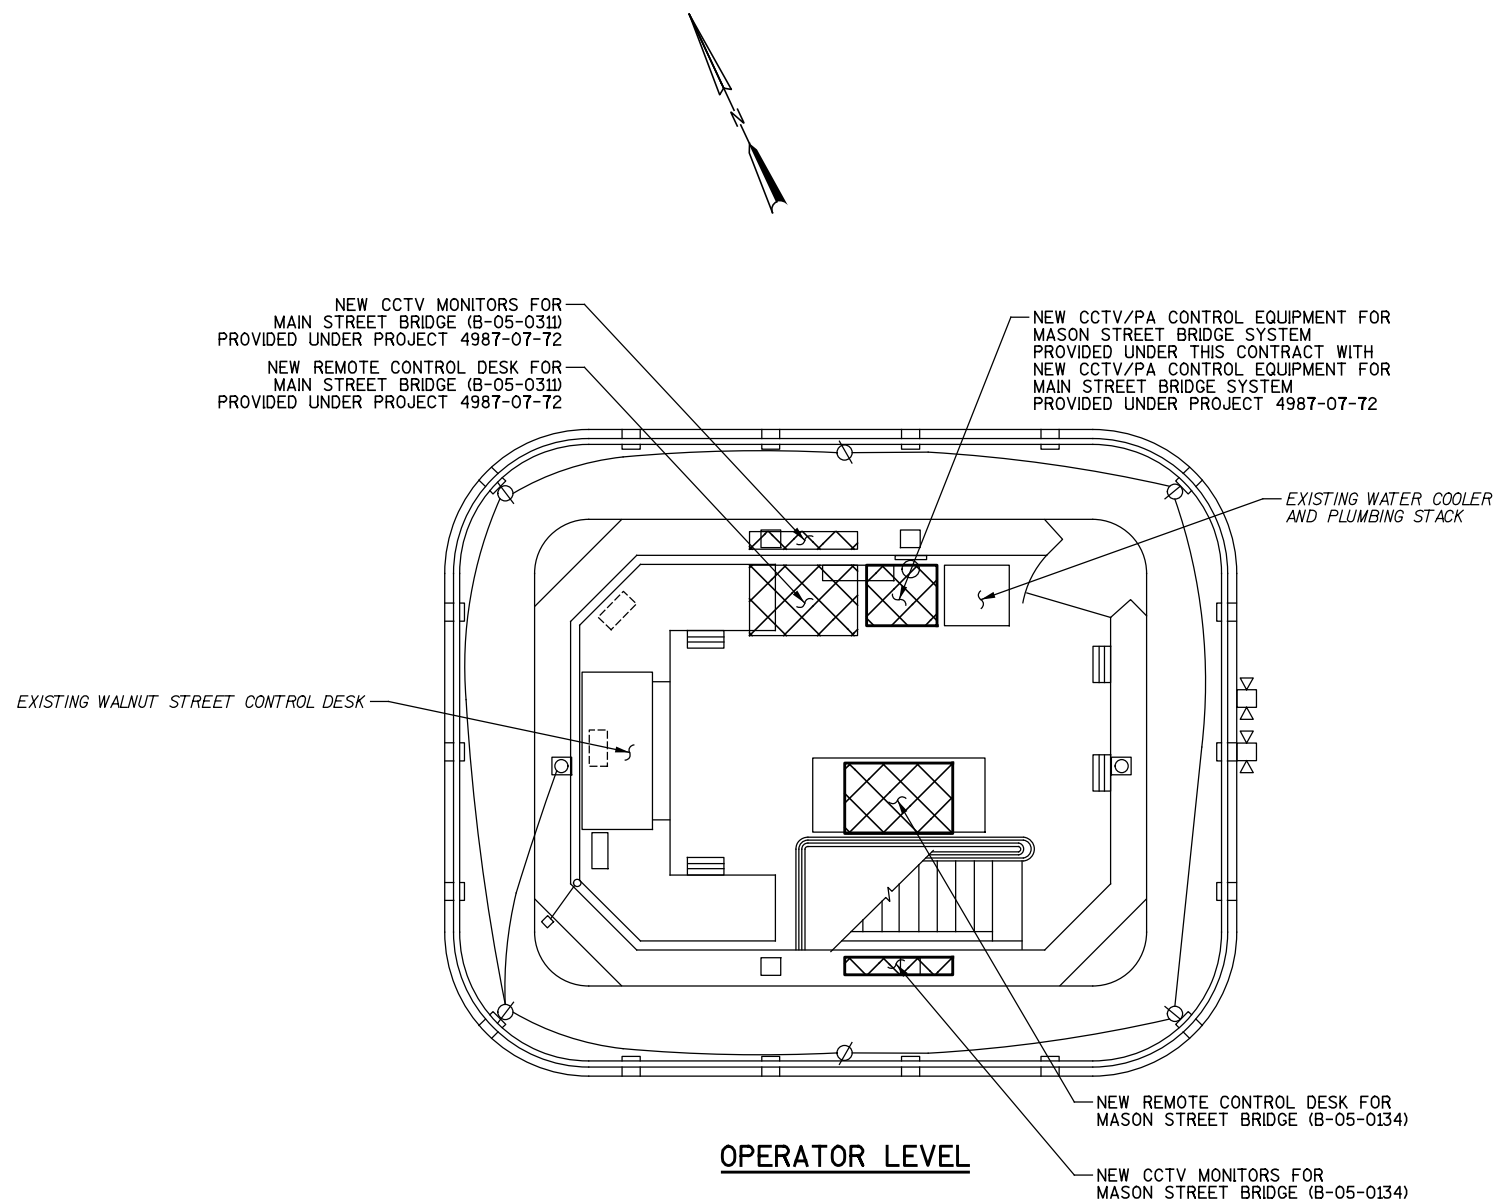 N
NEW CCTV MONITORS FOR
MAIN STREET BRIDGE (B-05-0311)
PROVIDED UNDER PROJECT 4987-07-72
NEW REMOTE CONTROL DESK FOR
MAIN STREET BRIDGE (B-05-0311)
PROVIDED UNDER PROJECT 4987-07-72
NEW CCTV/PA CONTROL EQUIPMENT FOR
MASON STREET BRIDGE SYSTEM
PROVIDED UNDER THIS CONTRACT WITH
NEW CCTV/PA CONTROL EQUIPMENT FOR
MAIN STREET BRIDGE SYSTEM
PROVIDED UNDER PROJECT 4987-07-72
EXISTING WATER COOLER
AND PLUMBING STACK
EXISTING WALNUT STREET CONTROL DESK
NEW REMOTE CONTROL DESK FOR
MASON STREET BRIDGE (B-05-0134)
OPERATOR LEVEL
NEW CCTV MONITORS FOR
MASON STREET BRIDGE (B-05-0134)